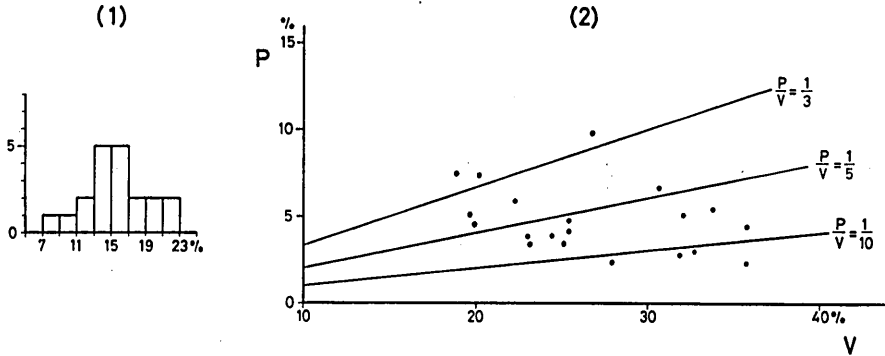 (1)
5
0
7 11 15 19 23 %
(2)
%
15
P
10
5
0
10 20 30 40%
V
P/V = 1/3
P/V = 1/5
P/V = 1/10